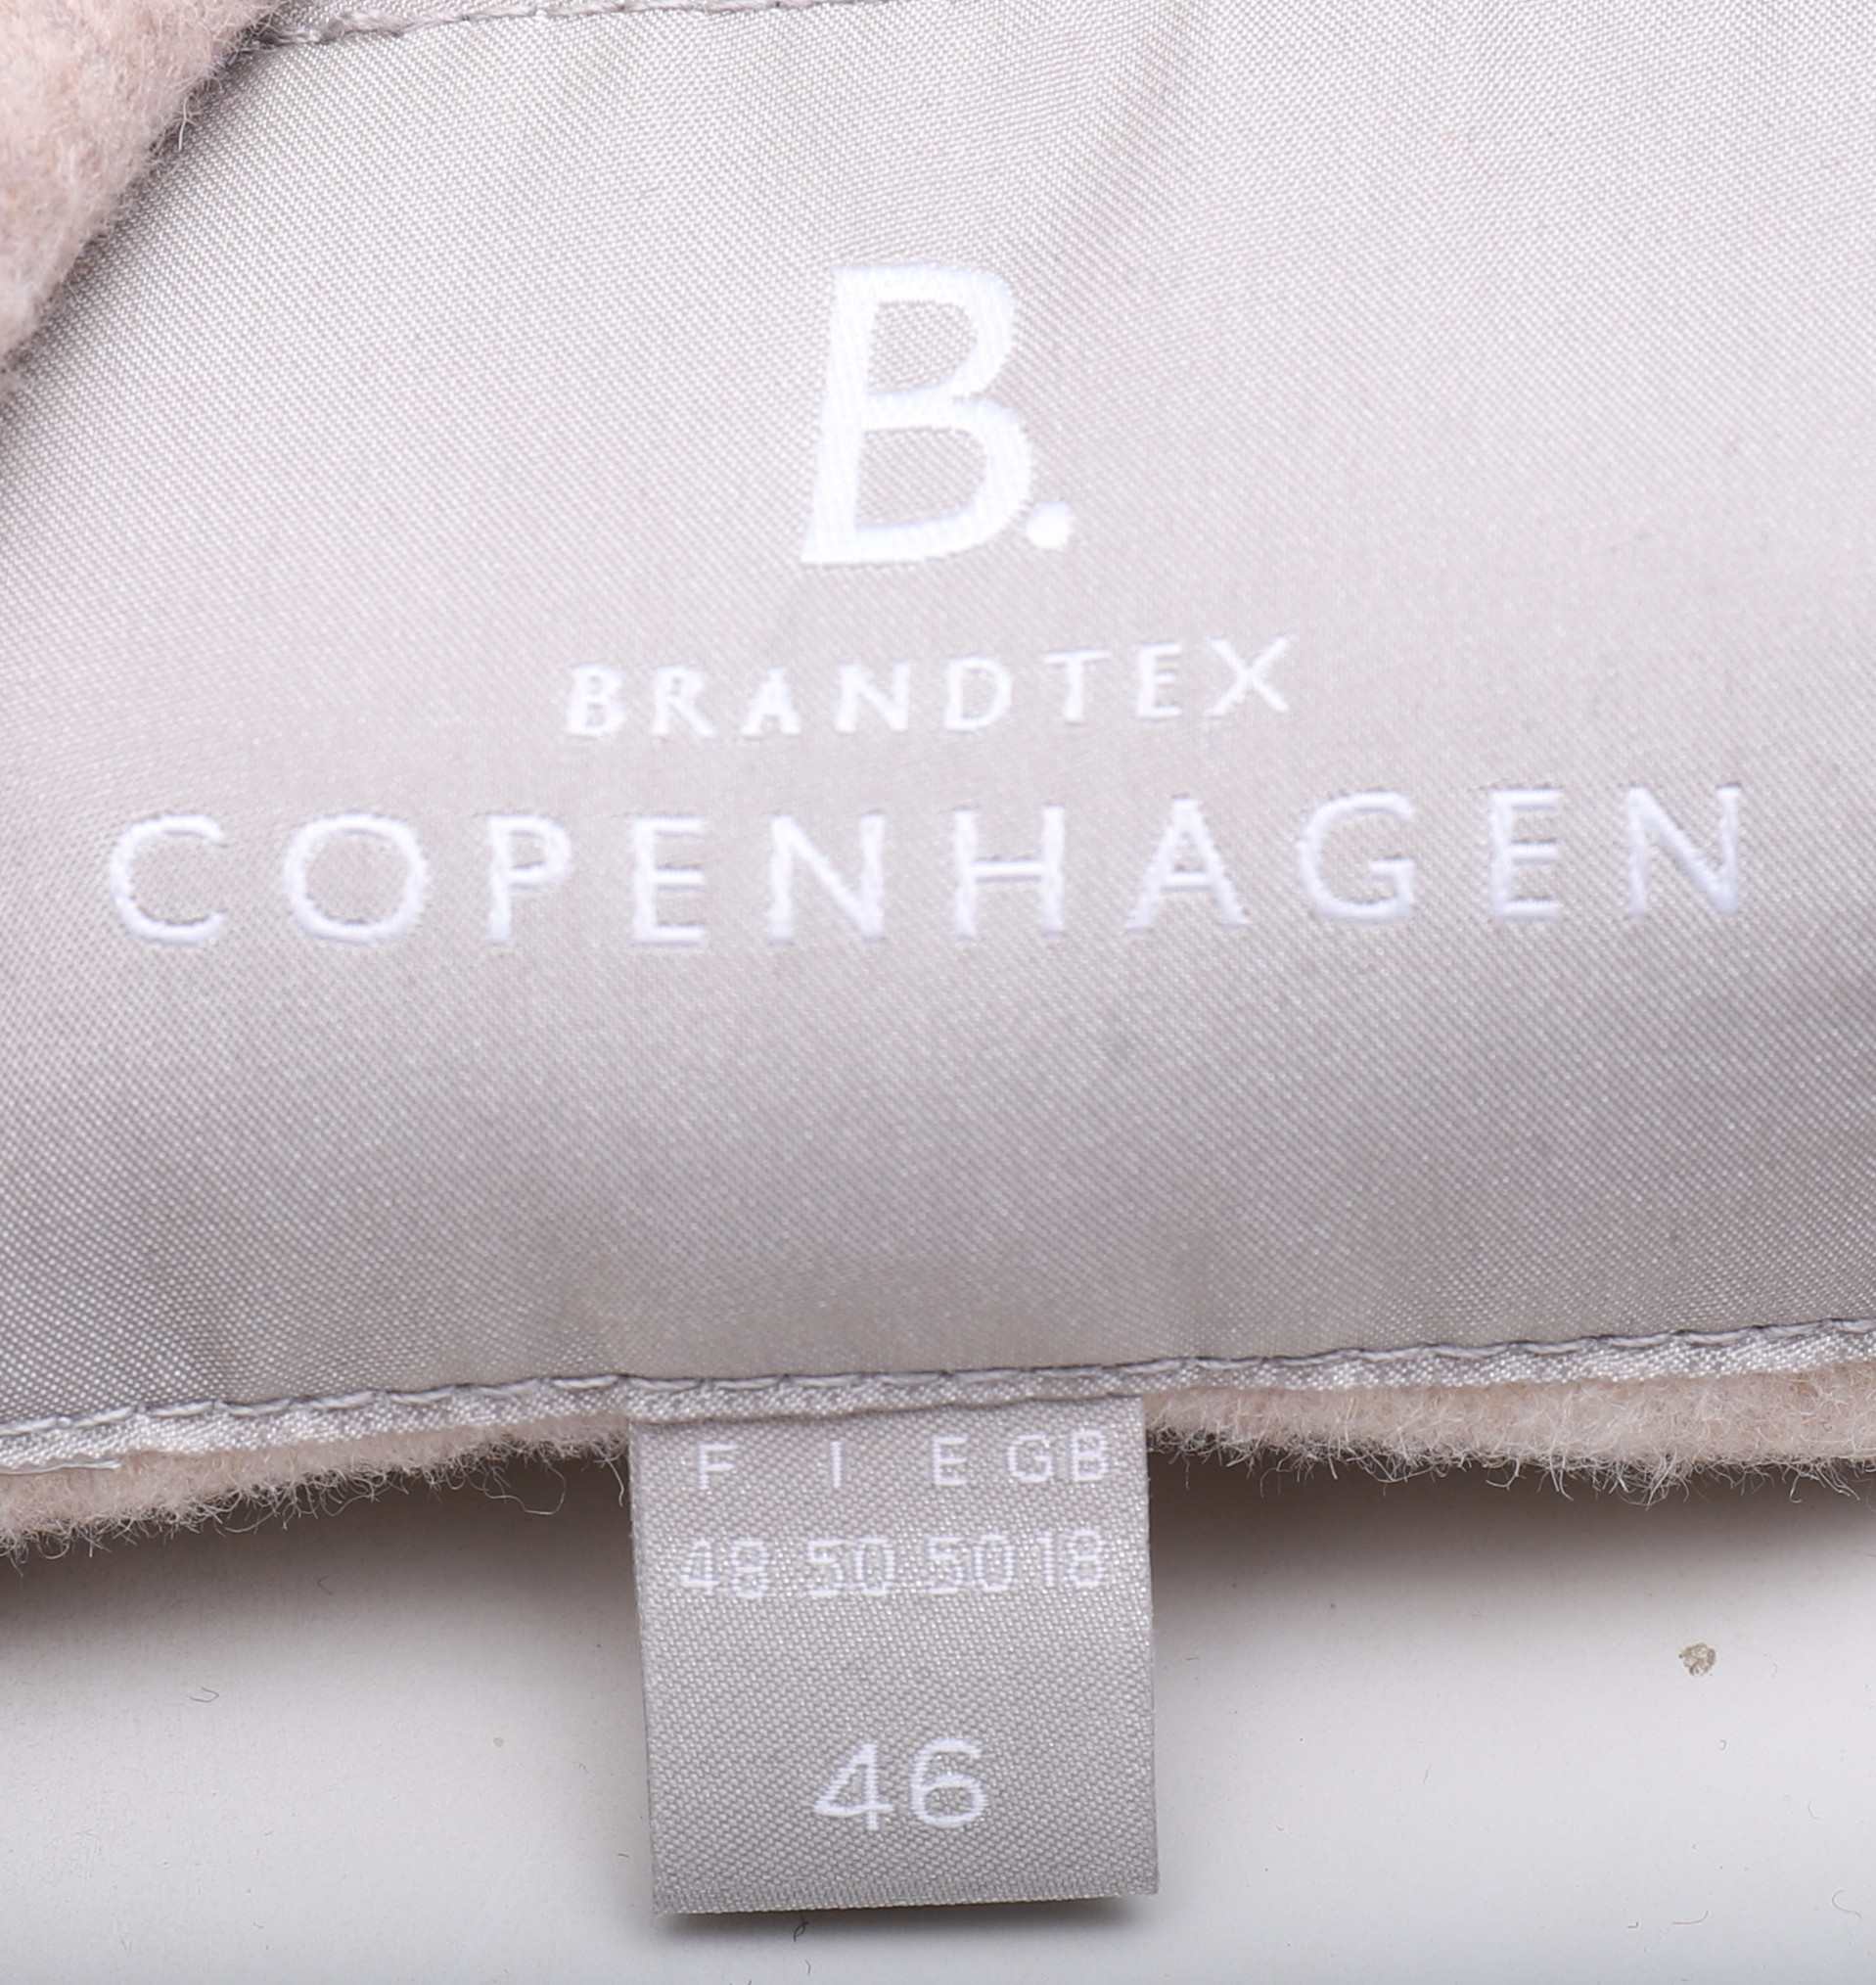 B.
BRANDTEX
COPENHAGEN
F I E GB
48 50 50 18
46